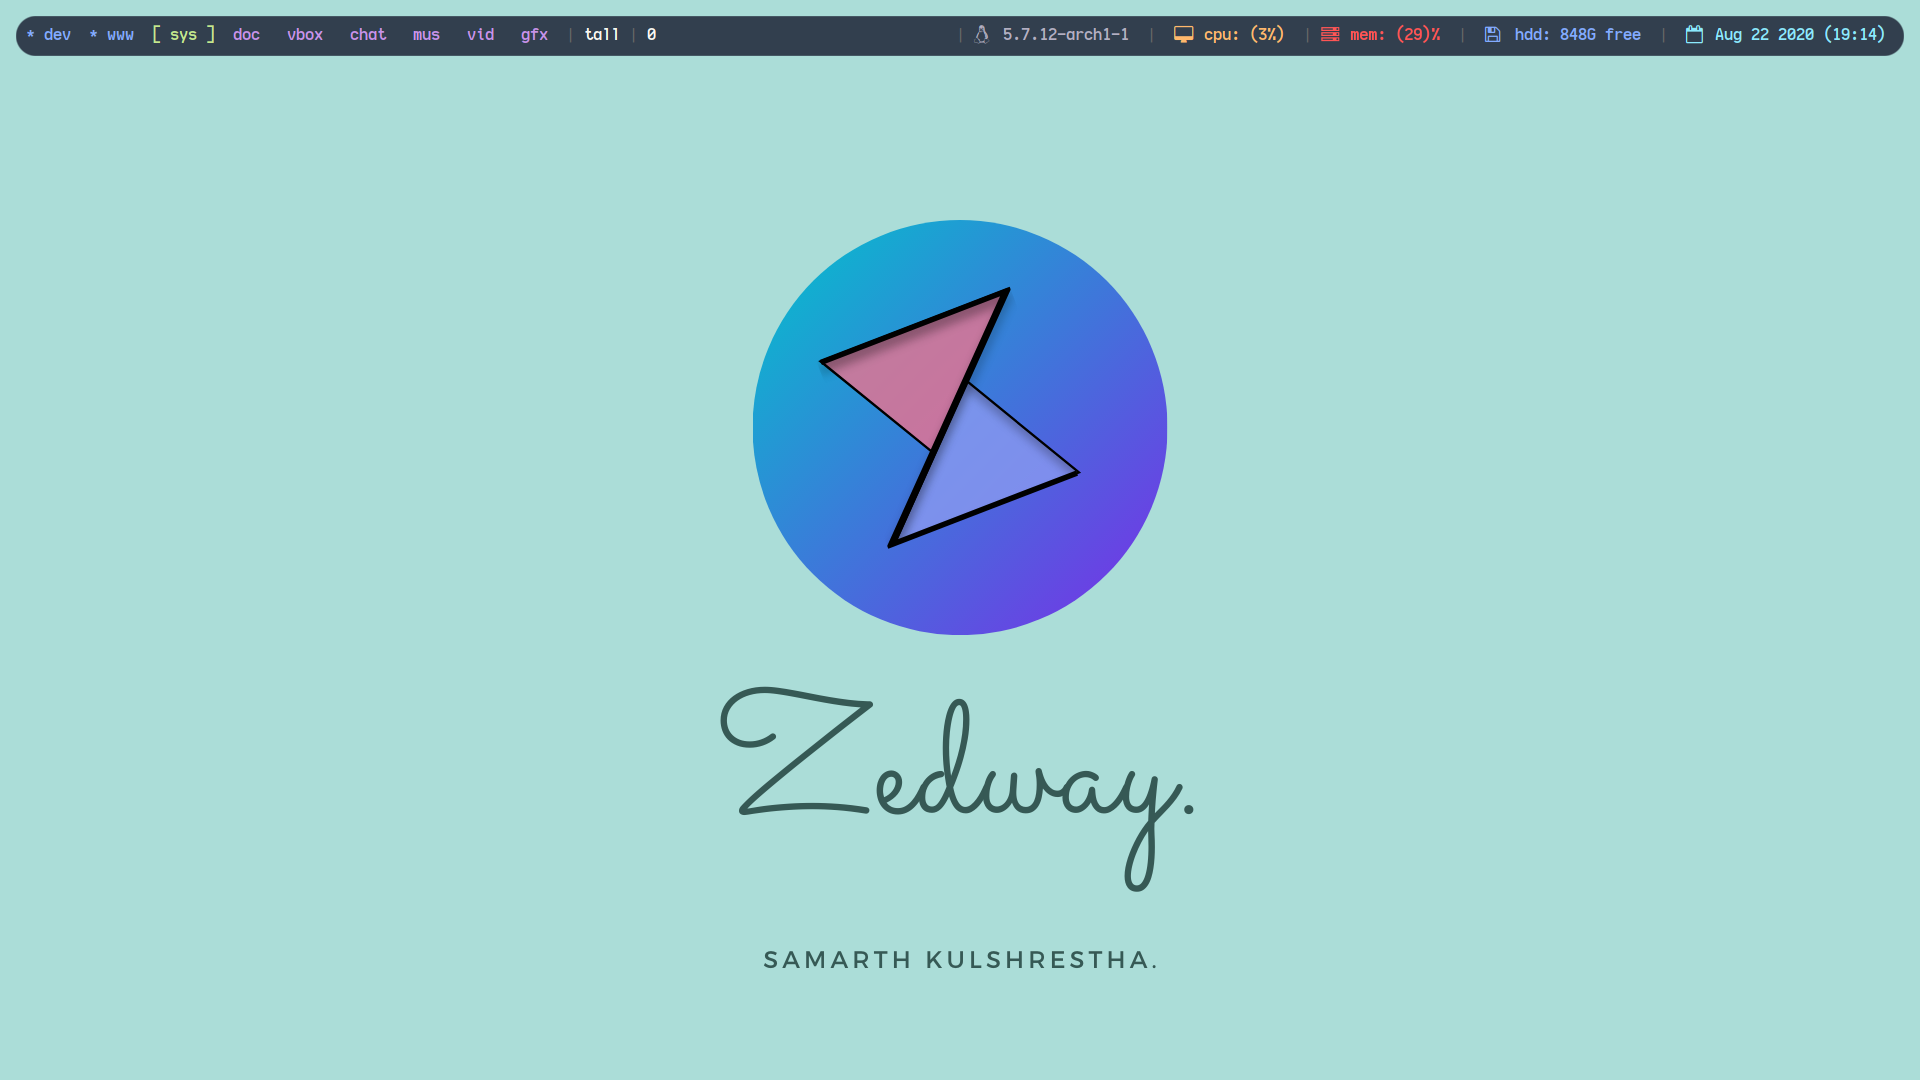 * dev * www [ sys ] doc vbox chat mus vid gfx | tall | 0 | 5.7.12-arch1-1 | cpu: (3%) | mem: (29)% | hdd: 848G free | Aug 22 2020 (19:14)
Zedway.
SAMARTH KULSHRESTHA.